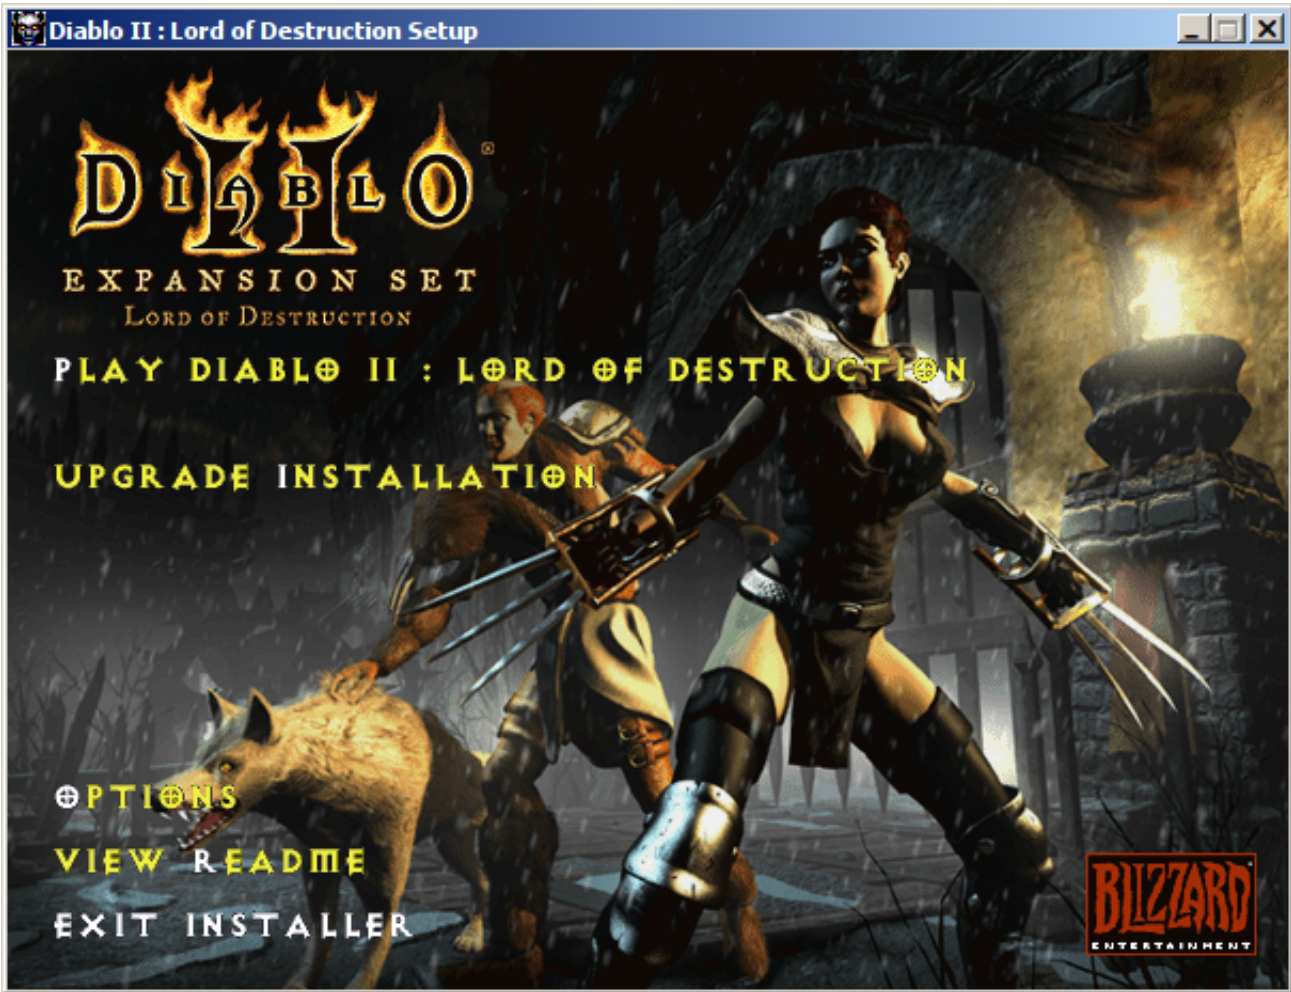 Diablo II : Lord of Destruction Setup
DIABLO II ®
EXPANSION SET
LORD OF DESTRUCTION
PLAY DIABLO II : LORD OF DESTRUCTION
UPGRADE INSTALLATION
OPTIONS
VIEW README
EXIT INSTALLER
BLIZZARD
ENTERTAINMENT